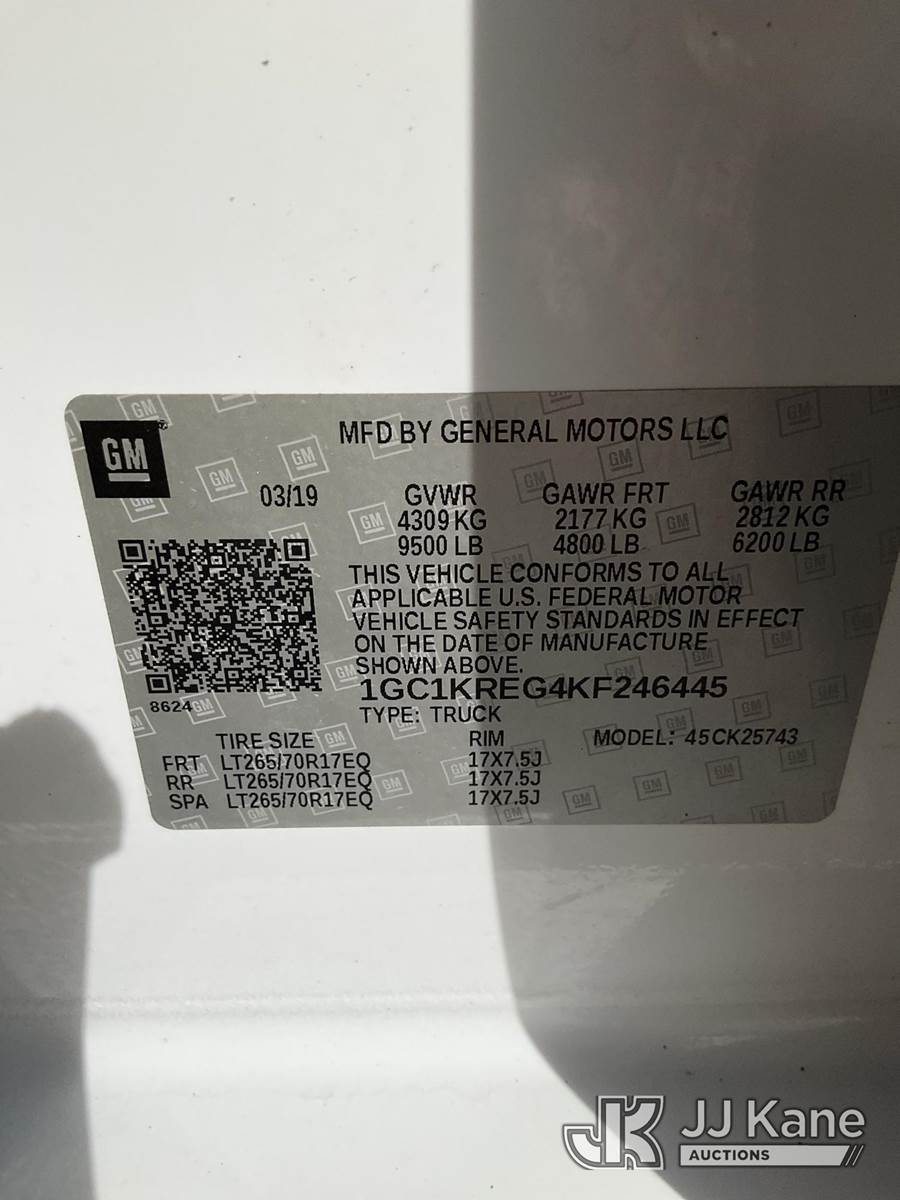 GM
MFD BY GENERAL MOTORS LLC
03/19 GVWR GAWR FRT GAWR RR
4309 KG 2177 KG 2812 KG
9500 LB 4800 LB 6200 LB
THIS VEHICLE CONFORMS TO ALL
APPLICABLE U.S. FEDERAL MOTOR
VEHICLE SAFETY STANDARDS IN EFFECT
ON THE DATE OF MANUFACTURE
SHOWN ABOVE.
1GC1KREG4KF246445
8624
TYPE: TRUCK
TIRE SIZE RIM MODEL: 45CK25743
FRT LT265/70R17EQ 17X7.5J
RR LT265/70R17EQ 17X7.5J
SPA LT265/70R17EQ 17X7.5J
JK JJ Kane
AUCTIONS